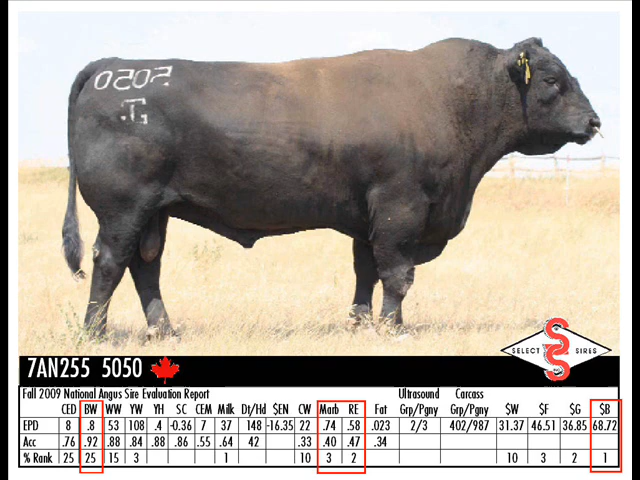 SELECT SIRES
7AN255 5050
Fall 2009 National Angus Sire Evaluation Report Ultrasound Carcass
CED BW WW YW YH SC CEM Milk Dt/Hd $EN CW Marb RE Fat Grp/Pgny Grp/Pgny $W $F $G $B
EPD 8 .8 53 108 .4 -0.36 7 37 148 -16.35 22 .74 .58 .023 2/3 402/987 31.37 46.51 36.85 68.72
Acc .76 .92 .88 .84 .88 .86 .55 .64 42 .33 .40 .47 .34
% Rank 25 25 15 3 1 10 3 2 10 3 2 1